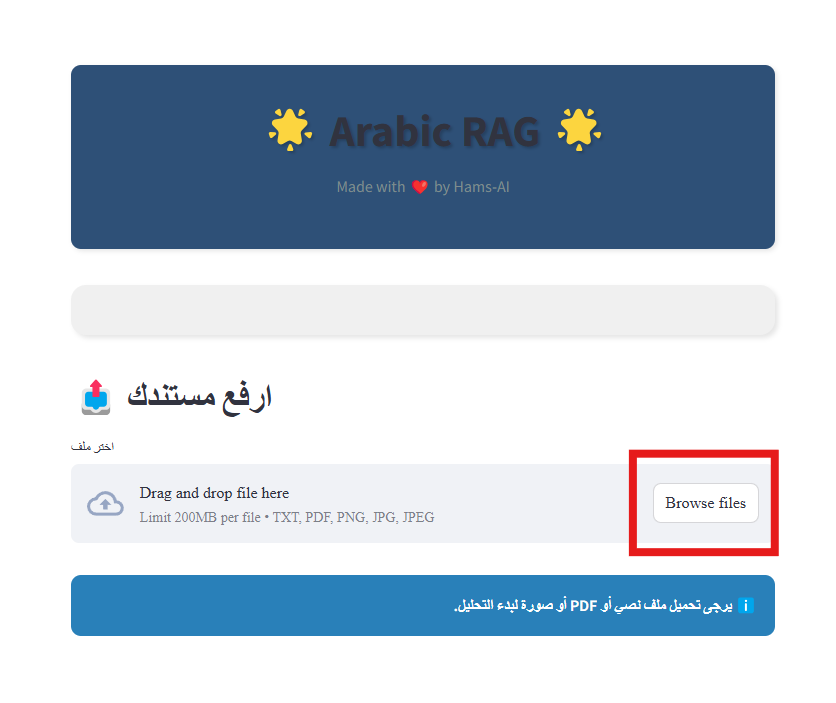 🌟 Arabic RAG 🌟
Made with ❤️ by Hams-AI
ارفع مستندك
اختر ملف
Drag and drop file here
Limit 200MB per file • TXT, PDF, PNG, JPG, JPEG
Browse files
ℹ️ يرجى تحميل ملف نصي أو PDF أو صورة لبدء التحليل.